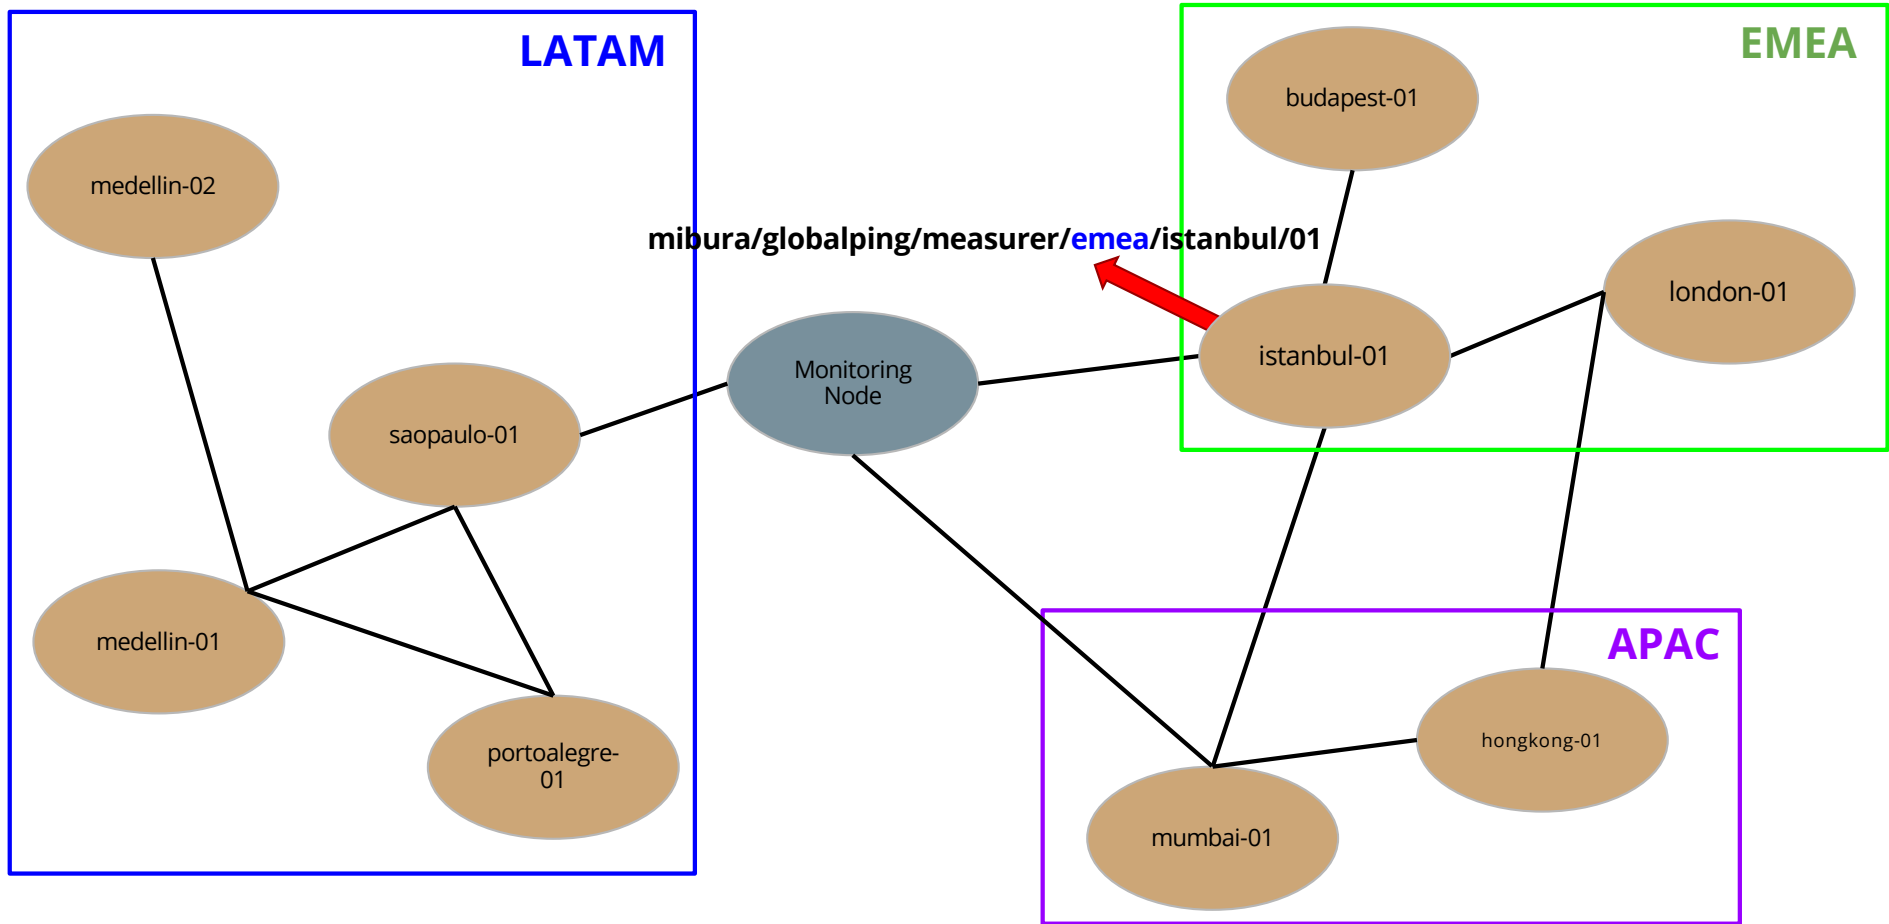 LATAM
EMEA
budapest-01
medellin-02
mibura/globalping/measurer/emea/istanbul/01
london-01
istanbul-01
Monitoring
Node
saopaulo-01
medellin-01
APAC
portoalegre-
01
hongkong-01
mumbai-01